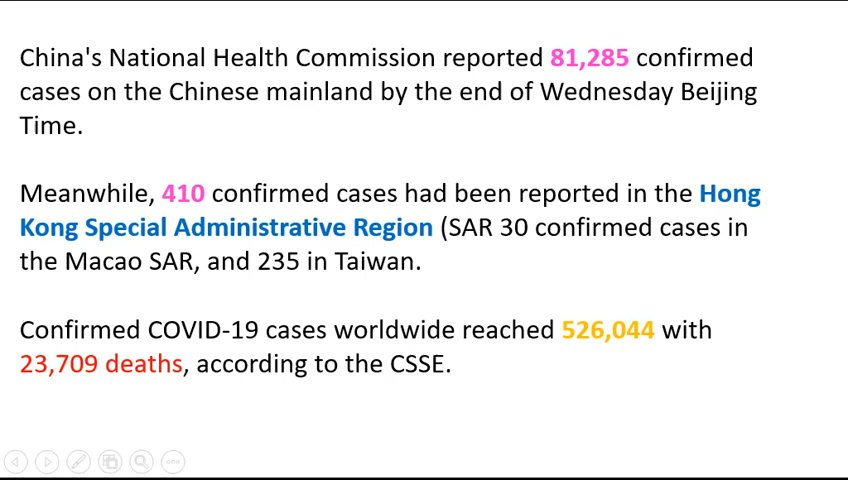 China's National Health Commission reported 81,285 confirmed
cases on the Chinese mainland by the end of Wednesday Beijing
Time.
Meanwhile, 410 confirmed cases had been reported in the Hong
Kong Special Administrative Region (SAR 30 confirmed cases in
the Macao SAR, and 235 in Taiwan.
Confirmed COVID-19 cases worldwide reached 526,044 with
23,709 deaths, according to the CSSE.